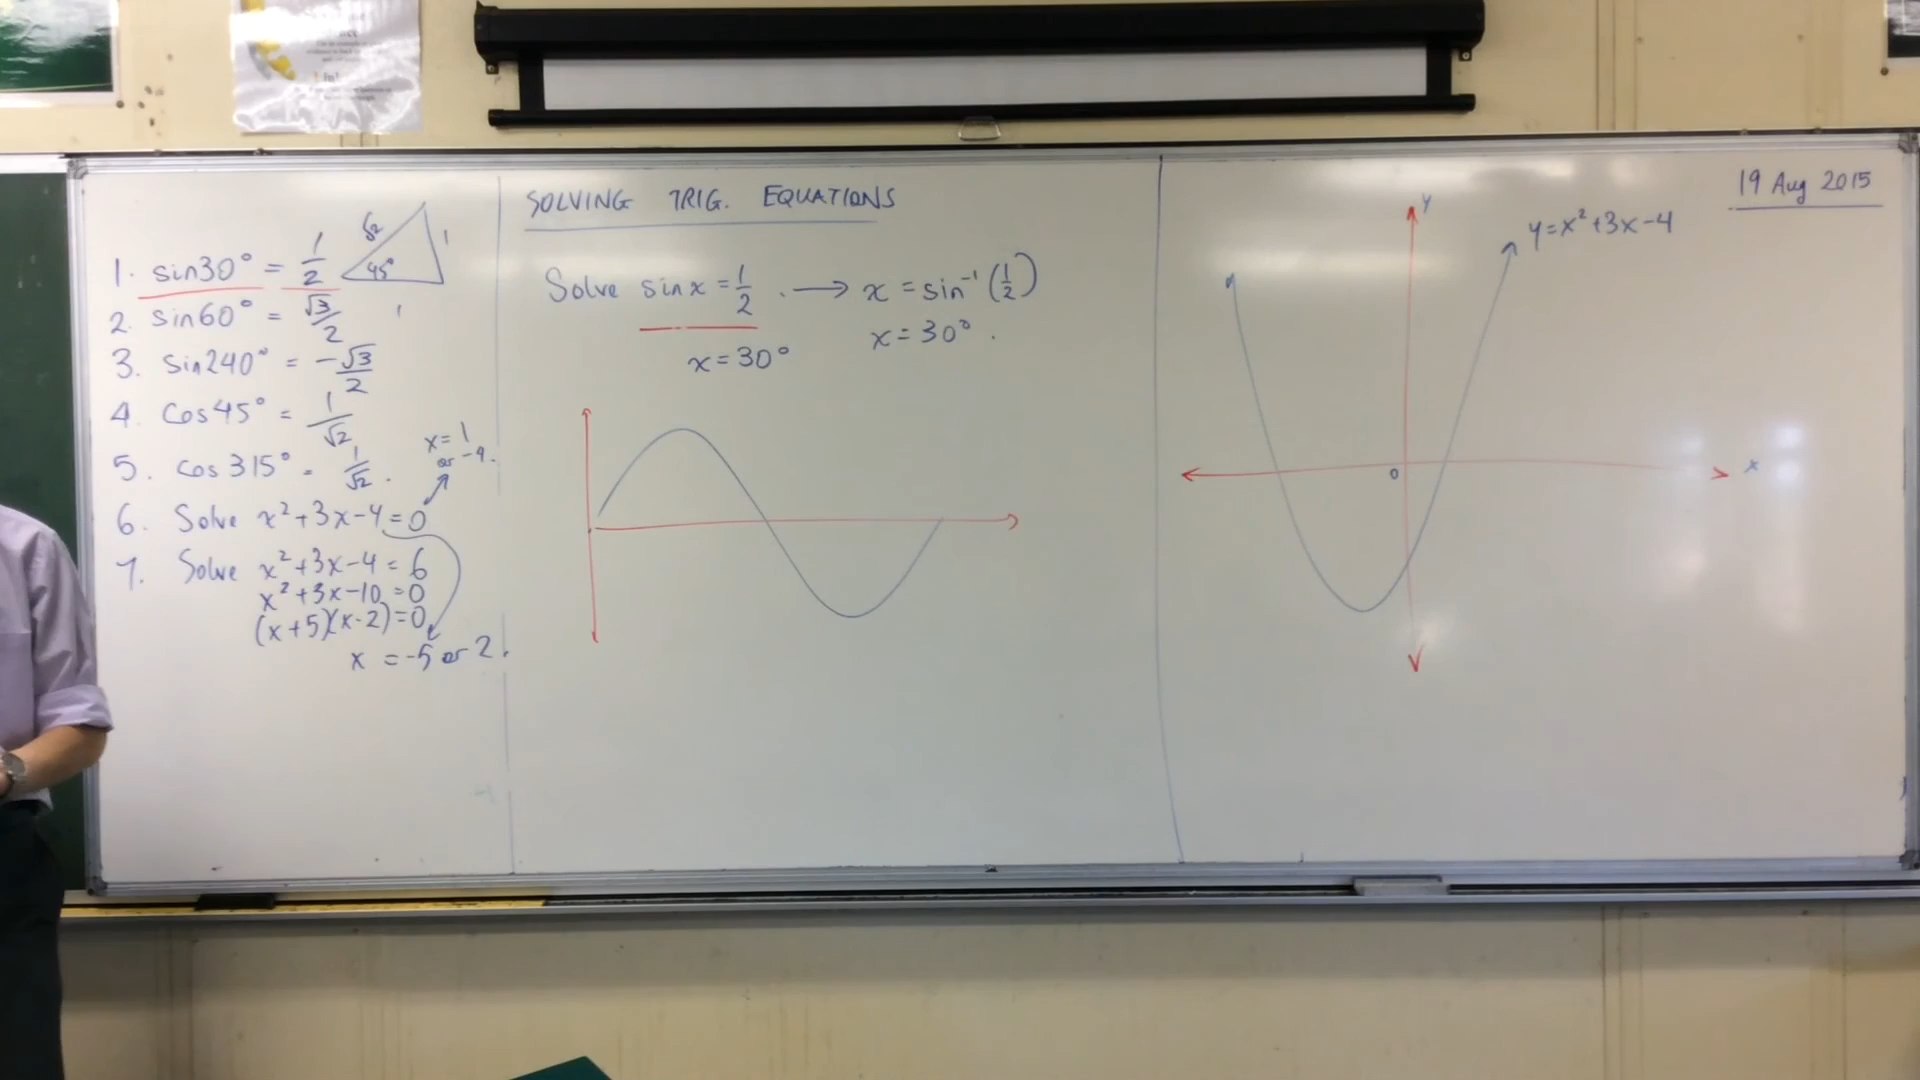 1. sin30° = 1/2
√2 45° 1
1
2. sin60° = √3/2
3. Sin240° = -√3/2
4. Cos45° = 1/√2
5. Cos315° = 1/√2.
x=1
or -4.
6. Solve x²+3x-4=0
7. Solve x²+3x-4=6
x²+3x-10=0
(x+5)(x-2)=0
x = -5 or 2.
SOLVING TRIG. EQUATIONS
Solve sin x = 1/2. → x = sin⁻¹(1/2)
x=30°
x=30°.
19 Aug 2015
y
y=x²+3x-4
0
x